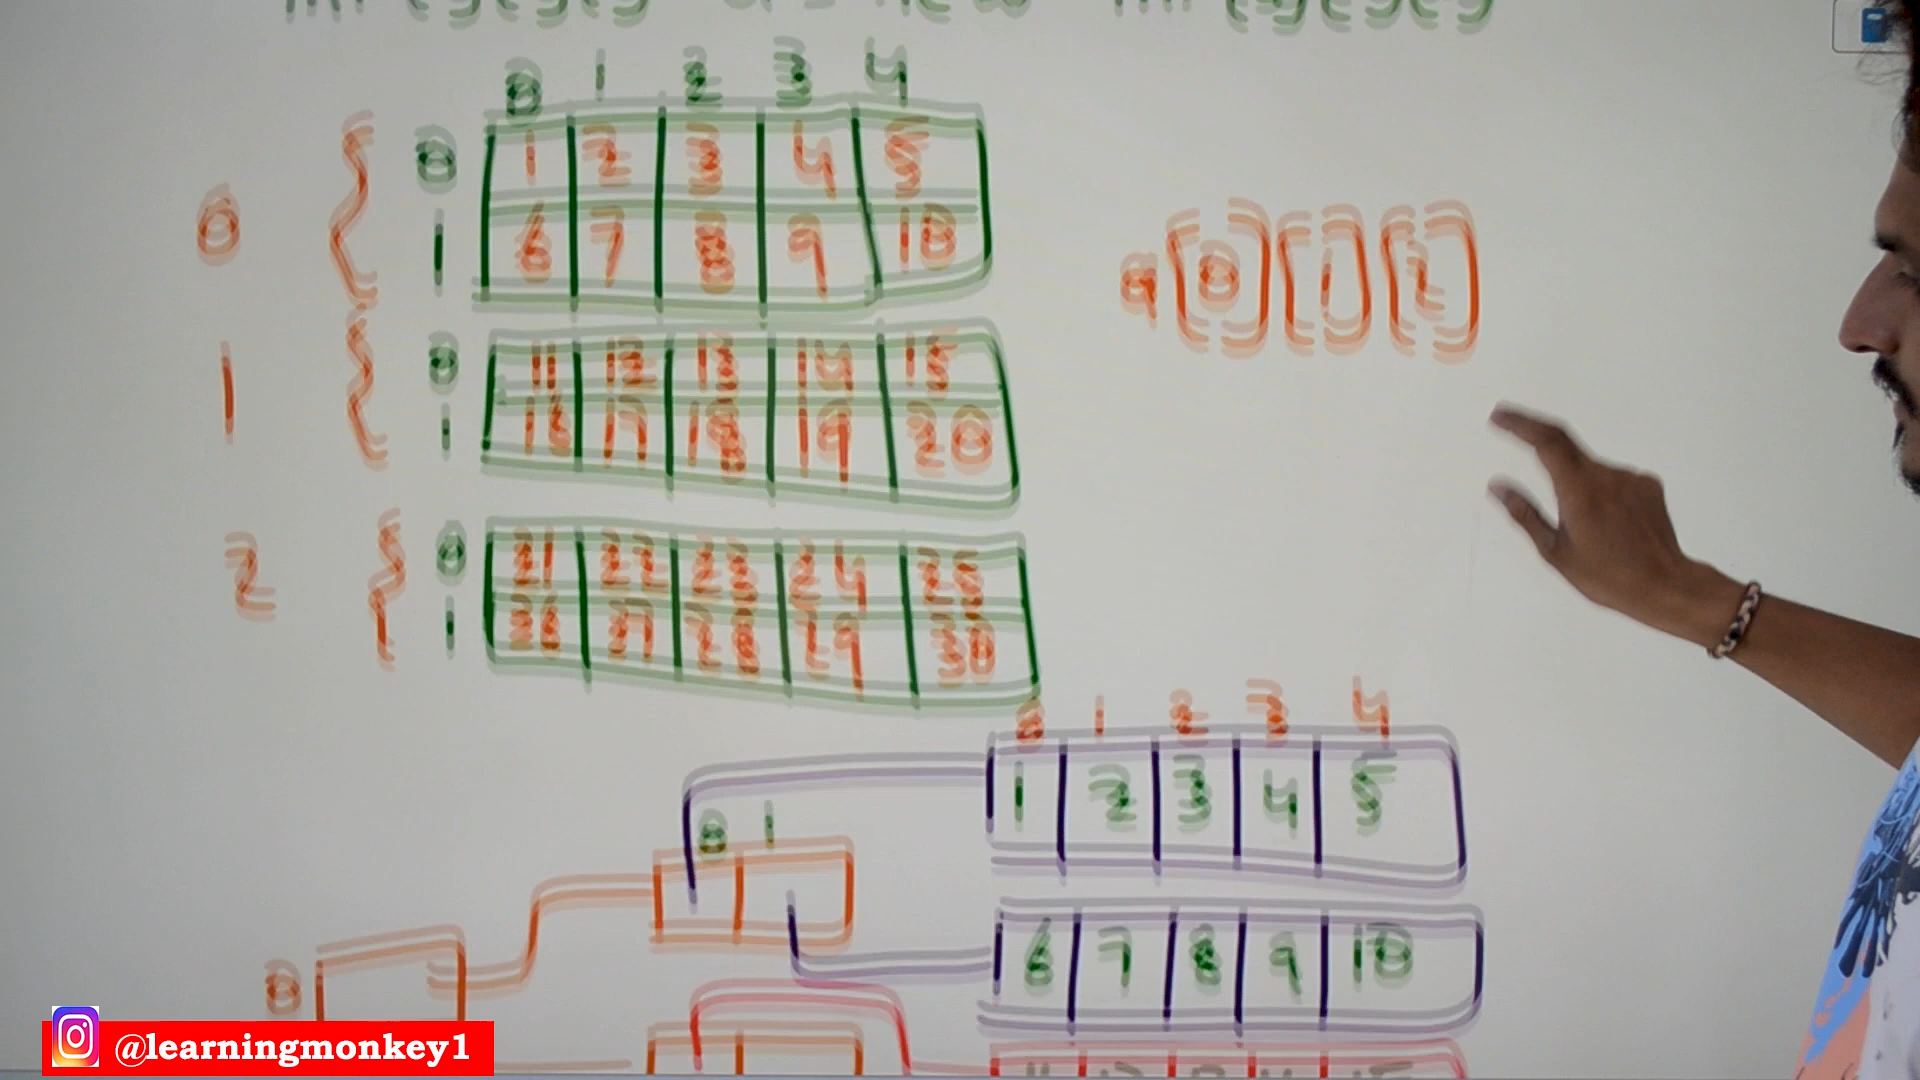 integers a = new integers
0 1 2 3 4
0 0 1 2 3 4 5
1 6 7 8 9 10
a[0][1][2]
1 0 11 12 13 14 15
1 16 17 18 19 20
2 0 21 22 23 24 25
1 26 27 28 29 30
0 1 2 3 4
1 2 3 4 5
0 1
6 7 8 9 10
0
@learningmonkey1